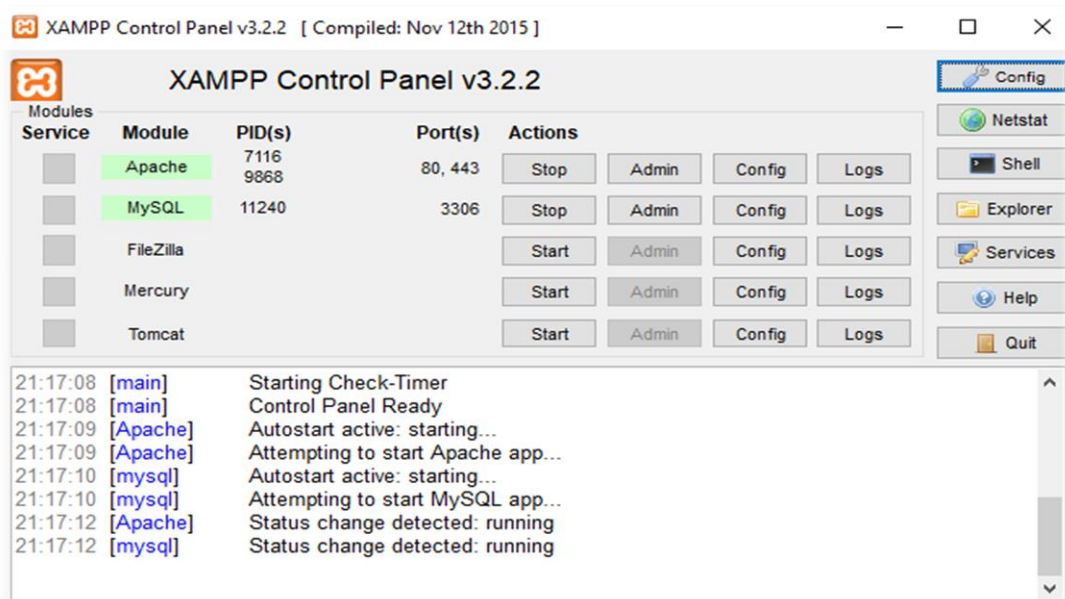 XAMPP Control Panel v3.2.2 [ Compiled: Nov 12th 2015 ]
XAMPP Control Panel v3.2.2
Config
Modules
Service Module PID(s) Port(s) Actions
Netstat
Apache 7116 80, 443 Stop Admin Config Logs
9868
Shell
MySQL 11240 3306 Stop Admin Config Logs
Explorer
FileZilla Start Admin Config Logs
Services
Mercury Start Admin Config Logs
Help
Tomcat Start Admin Config Logs
Quit
21:17:08 [main] Starting Check-Timer
21:17:08 [main] Control Panel Ready
21:17:09 [Apache] Autostart active: starting...
21:17:09 [Apache] Attempting to start Apache app...
21:17:10 [mysql] Autostart active: starting...
21:17:10 [mysql] Attempting to start MySQL app...
21:17:12 [Apache] Status change detected: running
21:17:12 [mysql] Status change detected: running